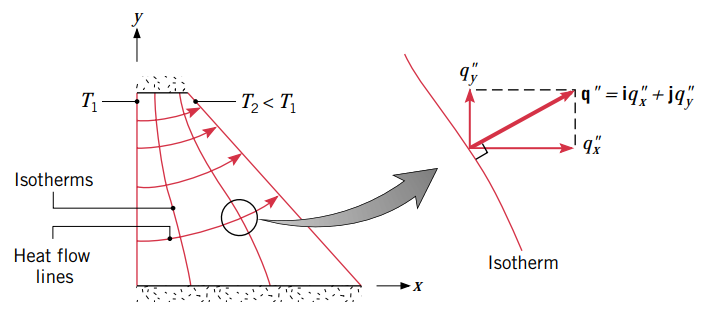 y
T₁
T₂ < T₁
Isotherms
Heat flow
lines
x
q″y
q″ = iq″x + jq″y
q″x
Isotherm